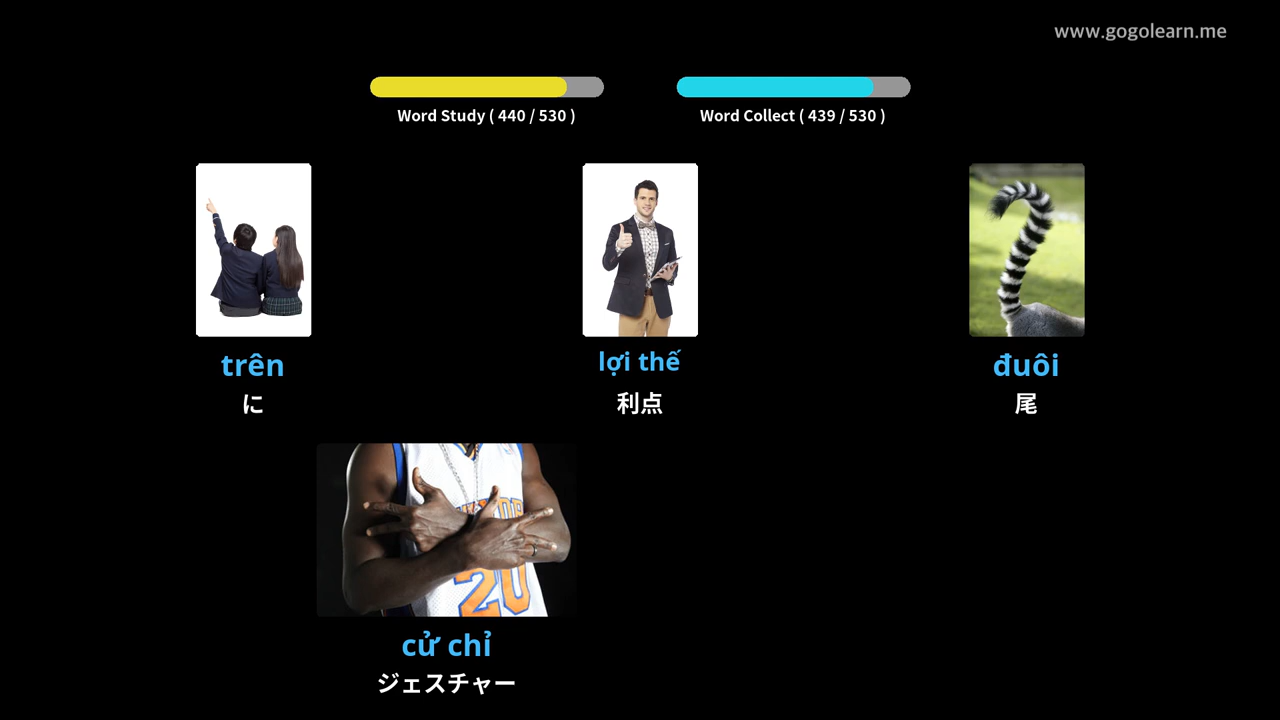 www.gogolearn.me
Word Study ( 440 / 530 )
Word Collect ( 439 / 530 )
trên
に
lợi thế
利点
đuôi
尾
20
cử chỉ
ジェスチャー